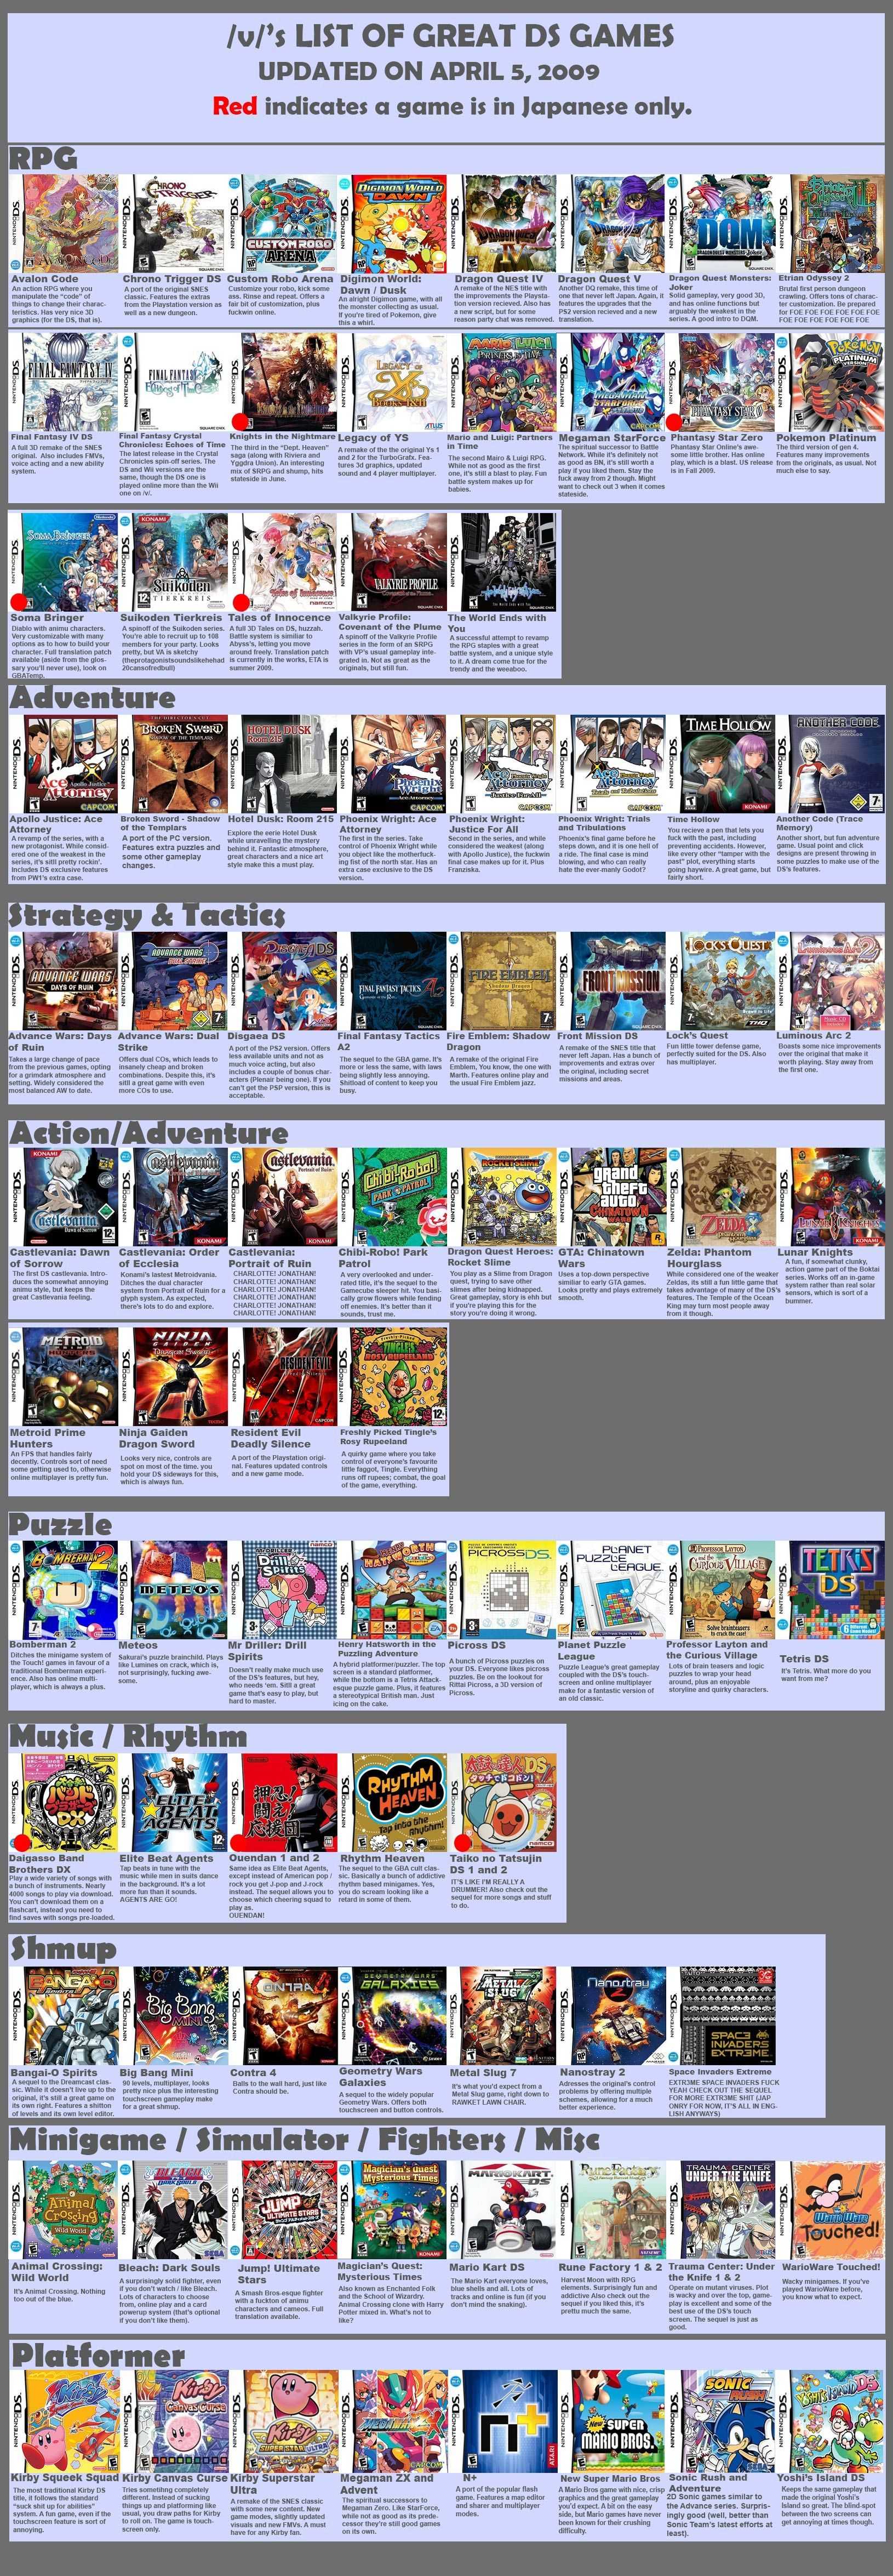 /v/'s LIST OF GREAT DS GAMES
UPDATED ON APRIL 5, 2009
Red indicates a game is in Japanese only.
RPG
Avalon Code
An action RPG where you
manipulate the "code" of
things to change their charac-
teristics. Has very nice 3D
graphics (for the DS, that is).
Chrono Trigger DS
A port of the original SNES
classic. Features the extras
from the Playstation version as
well as a new dungeon.
Custom Robo Arena
Customize your robo, kick some
ass. Rinse and repeat. Offers a
fair bit of customization, plus
fuckwin online.
Digimon World:
Dawn / Dusk
An alright Digimon game, with all
the monster collecting as usual.
If you're tired of Pokemon, give
this a whirl.
Dragon Quest IV
A remake of the NES title with
the improvements the Playsta-
tion version recieved. Also has
a new script, but for some
reason party chat was removed.
Dragon Quest V
Another DQ remake, this time of
one that never left Japan. Again, it
features the upgrades that the
PS2 version recieved and a new
translation.
Dragon Quest Monsters:
Joker
Solid gameplay, very good 3D,
and has online functions but
arguably the weakest in the
series. A good intro to DQM.
Etrian Odyssey 2
Brutal first person dungeon
crawling. Offers tons of charac-
ter customization. Be prepared
for FOE FOE FOE FOE FOE FOE
FOE FOE FOE FOE FOE FOE
Final Fantasy IV DS
A full 3D remake of the SNES
original. Also includes FMVs,
voice acting and a new ability
system.
Final Fantasy Crystal
Chronicles: Echoes of Time
The latest release in the Crystal
Chronicles spin-off series. The
DS and Wii versions are the
same, though the DS one is
played online more than the Wii
one on /v/.
Knights in the Nightmare
The third in the "Dept. Heaven"
saga (along with Riviera and
Yggdra Union). An interesting
mix of SRPG and shump, hits
stateside in June.
Legacy of YS
A remake of the the original Ys 1
and 2 for the TurboGrafx. Fea-
tures 3d graphics, updated
sound and 4 player multiplayer.
Mario and Luigi: Partners
in Time
The second Mairo & Luigi RPG.
While not as good as the first
one, it's still a blast to play. Fun
battle system makes up for
babies.
Megaman StarForce
Megaman series. While it's definitely not
as good as BN, it's still worth a
play if you liked them. Stay the
fuck away from 2 though. Might
want to check out 3 when it comes
stateside.
Phantasy Star Zero
Phantasy Star Online's awe-
some little brother. Has online
play, which is a blast. US release
is in Fall 2009.
Pokemon Platinum
The third version of gen 4.
Features many improvements
from the originals, as usual. Not
much else to say.
Soma Bringer
Diablo with animu characters.
Very customizable with many
options as to how to build your
character. Full translation patch
available (aside from the glos-
sary you'll never use), look on
GBATemp.
Suikoden Tierkreis
A spinoff of the Suikoden series.
You're able to recruit up to 108
members for your party. Looks
pretty, but VA is sketchy
(theprotagonistsoundslikehehad
20cansofredbull)
Tales of Innocence
A full 3D Tales on DS, huzzah.
Battle system is similiar to
Abyss's, letting you move
around freely. Translation patch
is currently in the works, ETA is
summer 2009.
Valkyrie Profile:
Covenant of the Plume
A spinoff of the Valkyrie Profile
series in the form of an SRPG
with VP's usual gameplay inte-
grated in. Not as great as the
originals, but still fun.
The World Ends with
You
A successful attempt to revamp
the RPG staples with a great
battle system, and a unique style
to it. A dream come true for the
trendy and the weeaboo.
Adventure
Apollo Justice: Ace
Attorney
A revamp of the series, with a
new protagonist. While consid-
ered one of the weakest in the
series, it's still pretty rockin'.
Includes DS exclusive features
from PW1's extra case.
Broken Sword - Shadow
of the Templars
A port of the PC version.
Features extra puzzles and
some other gameplay
changes.
Hotel Dusk: Room 215
Explore the eerie Hotel Dusk
while unravelling the mystery
behind it. Fantastic atmosphere,
great characters and a nice art
style make this a must play.
Phoenix Wright: Ace
Attorney
The first in the series. Take
control of Phoenix Wright while
you object like the motherfuck-
ing fist of the north star. Has an
extra case exclusive to the DS
version.
Phoenix Wright:
Justice For All
Second in the series, and while
considered the weakest (along
with Apollo Justice), the fuckwin
final case makes up for it. Plus
Franziska.
Phoenix Wright: Trials
and Tribulations
Phoenix's final game before he
steps down, and it is one hell of
a ride. The final case is mind
blowing, and who can really
hate the ever-manly Godot?
Time Hollow
You recieve a pen that lets you
fuck with the past, including
preventing accidents. However,
like every other "tamper with the
past" plot, everything starts
going haywire. A great game, but
fairly short.
Another Code (Trace
Memory)
Another short, but fun adventure
game. Usual point and click
designs are present throwing in
some puzzles to make use of the
DS's features.
Strategy & Tactics
Advance Wars: Days
of Ruin
Takes a large change of pace
from the previous games, opting
for a grimdark atmosphere and
setting. Widely considered the
most balanced AW to date.
Advance Wars: Dual
Strike
Offers dual COs, which leads to
insanely cheap and broken
combinations. Despite this, it's
still a great game with even
more COs to use.
Disgaea DS
A port of the PS2 version. Offers
less available units and not as
much voice acting, but also
includes a couple of bonus char-
acters (Plenair being one). If you
can't get the PSP version, this is
acceptable.
Final Fantasy Tactics
A2
The sequel to the GBA game. It's
more or less the same, with laws
being slightly less annoying.
Shitload of content to keep you
busy.
Fire Emblem: Shadow
Dragon
A remake of the original Fire
Emblem, You know, the one with
Marth. Features online play and
the usual Fire Emblem jazz.
Front Mission DS
A remake of the SNES title that
never left Japan. Has a bunch of
improvements and extras over
the original, including secret
missions and areas.
Lock's Quest
Fun little tower defense game,
perfectly suited for the DS. Also
has multiplayer.
Luminous Arc 2
Boasts some nice improvements
over the original that make it
worth playing. Stay away from
the first one.
Action/Adventure
Castlevania: Dawn
of Sorrow
The first DS castlevania. Intro-
duces the somewhat annoying
animu style, but keeps the
great Castlevania feeling.
Castlevania: Order
of Ecclesia
Konami's lastest Metroidvania.
Ditches the dual character
system from Portrait of Ruin for a
glyph system. As expected,
there's lots to do and explore.
Castlevania:
Portrait of Ruin
CHARLOTTE! JONATHAN!
CHARLOTTE! JONATHAN!
CHARLOTTE! JONATHAN!
CHARLOTTE! JONATHAN!
CHARLOTTE! JONATHAN!
CHARLOTTE! JONATHAN!
Chibi-Robo! Park
Patrol
A very overlooked and under-
rated title, it's the sequel to the
Gamecube sleeper hit. You basi-
cally grow flowers while fending
off enemies. It's better than it
sounds, trust me.
Dragon Quest Heroes:
Rocket Slime
You play as a Slime from Dragon
quest, trying to save other
slimes after being kidnapped.
Great gameplay, story is ehh but
if you're playing this for the
story you're doing it wrong.
GTA: Chinatown
Wars
Uses a top-down perspective
similar to early GTA games.
Looks pretty and plays extremely
smooth.
Zelda: Phantom
Hourglass
While considered one of the weaker
Zeldas, its still a fun little game that
takes advantage of many of the DS's
features. The Temple of the Ocean
King may turn most people away
from it though.
Lunar Knights
A fun, if somewhat clunky,
action game part of the Boktai
series. Works off an in-game
system rather than real solar
sensors, which is sort of a
bummer.
Metroid Prime
Hunters
An FPS that handles fairly
decently. Controls sort of need
some getting used to, otherwise
online multiplayer is pretty fun.
Ninja Gaiden
Dragon Sword
Looks very nice, controls are
spot on most of the time. you
hold your DS sideways for this,
which is always fun.
Resident Evil
Deadly Silence
A port of the Playstation origi-
nal. Features updated controls
and a new game mode.
Freshly Picked Tingle's
Rosy Rupeeland
A quirky game where you take
control of everyone's favourite
little faggot, Tingle. Everything
runs off rupees; combat, the goal
of the game, everything.
Puzzle
Bomberman 2
Ditches the minigame system of
the Touch! games in favour of a
traditional Bomberman experi-
ence. Also has online multi-
player, which is always a plus.
Meteos
Sakurai's puzzle brainchild. Plays
like Lumines on crack, which is,
not surprisingly, fucking awe-
some.
Mr Driller: Drill
Spirits
Doesn't really make much use
of the DS's features, but hey,
who needs 'em. Still a great
game that's easy to play, but
hard to master.
Henry Hatsworth in the
Puzzling Adventure
A hybrid platformer/puzzler. The top
screen is a standard platformer,
while the bottom is a Tetris Attack-
esque puzzle game. Plus, it features
a stereotypical British man. Just
icing on the cake.
Picross DS
A bunch of Picross puzzles on
your DS. Everyone likes picross
puzzles. Be on the lookout for
Rittai Picross, a 3D version of
Picross.
Planet Puzzle
League
Puzzle League's great gameplay
coupled with the DS's touch-
screen and online multiplayer
make for a fantastic version of
an old classic.
Professor Layton and
the Curious Village
Lots of brain teasers and logic
puzzles to wrap your head
around, plus an enjoyable
storyline and quirky characters.
Tetris DS
It's Tetris. What more do you
want from me?
Music / Rhythm
Daigasso Band
Brothers DX
Play a wide variety of songs with
a bunch of instruments. Nearly
4000 songs to play via download.
You can't download them on a
flashcart, instead you need to
find saves with songs pre-loaded.
Elite Beat Agents
Tap beats in tune with the
music while men in suits dance
in the background. It's a lot
more fun than it sounds.
AGENTS ARE GO!
Ouendan 1 and 2
Same idea as Elite Beat Agents,
except instead of American pop /
rock you get J-pop and J-rock
instead. The sequel allows you to
choose which cheering squad to
play as.
OUENDAN!
Rhythm Heaven
The sequel to the GBA cult clas-
sic. Basically a bunch of addictive
rhythm based minigames. Yes,
you do scream looking like a
retard in some of them.
Taiko no Tatsujin
DS 1 and 2
IT'S LIKE I'M REALLY A
DRUMMER! Also check out the
sequel for more songs and stuff
to do.
Shmup
Bangai-O Spirits
A sequel to the Dreamcast clas-
sic. While it doesn't live up to the
original, it's still a great game on
its own right. Features a shitton
of levels and its own level editor.
Big Bang Mini
90 levels, multiplayer, looks
pretty nice plus the interesting
touchscreen gameplay make
for a great shmup.
Contra 4
Balls to the wall hard, just like
Contra should be.
Geometry Wars
Galaxies
A sequel to the widely popular
Geometry Wars. Offers both
touchscreen and button controls.
Metal Slug 7
It's what you'd expect from a
Metal Slug game, right down to
RAWKET LAWN CHAIR.
Nanostray 2
Adresses the original's control
problems by offering multiple
schemes, allowing for a much
better experience.
Space Invaders Extreme
EXTR3ME SPACE INVADERS FUCK
YEAH CHECK OUT THE SEQUEL
FOR MORE EXTR3ME SHIT (JAP
ONRY FOR NOW, IT'S ALL IN ENG-
LISH ANYWAYS)
Minigame / Simulator / Fighters / Misc
Animal Crossing:
Wild World
It's Animal Crossing. Nothing
too out of the blue.
Bleach: Dark Souls
A surprisingly solid fighter, even
if you don't watch / like Bleach.
Lots of characters to choose
from, online play and a card
powerup system (that's optional
if you don't like them).
Jump! Ultimate
Stars
A Smash Bros-esque fighter
with a fuckton of animu
characters and cameos. Full
translation available.
Magician's Quest:
Mysterious Times
Also known as Enchanted Folk
and the School of Wizardry.
Animal Crossing clone with Harry
Potter mixed in. What's not to
like?
Mario Kart DS
The Mario Kart everyone loves,
blue shells and all. Lots of
tracks and online is fun (if you
don't mind the snaking).
Rune Factory 1 & 2
Harvest Moon with RPG
elements. Surprisingly fun and
addictive Also check out the
sequel if you liked this, it's
prettu much the same.
Trauma Center: Under
the Knife 1 & 2
Operate on mutant viruses. Plot
is wacky and over the top, game-
play is excellent and some of the
best use of the DS's touch
screen. The sequel is just as
good.
WarioWare Touched!
Wacky minigames. If you've
played WarioWare before,
you know what to expect.
Platformer
Kirby Squeek Squad
The most traditional Kirby DS
title, it follows the standard
"suck shit up for abilities"
system. A fun game, even if the
touchscreen feature is sort of
annoying.
Kirby Canvas Curse
Tries sometihng completely
different. Instead of sucking
things up and platforming like
usual, you draw paths for Kirby
to roll on. The game is touch-
screen only.
Kirby Superstar
Ultra
A remake of the SNES classic
with some new content. New
game modes, slightly updated
visuals and new FMVs. A must
have for any Kirby fan.
Megaman ZX and
Advent
The spiritual successors to
Megaman Zero. Like StarForce,
while not as good as its prede-
cessor they're still good games
on its own.
N+
A port of the popular flash
game. Features a map editor
and sharer and multiplayer
modes.
New Super Mario Bros
A Mario Bros game with nice, crisp
graphics and the great gameplay
you'd expect. A bit on the easy
side, but Mario games have never
been known for their crushing
difficulty.
Sonic Rush and
Adventure
2D Sonic games similar to
the Advance series. Surpris-
ingly good (well, better than
Sonic Team's latest efforts at
least).
Yoshi's Island DS
Keeps the same gameplay that
made the original Yoshi's
Island so great. The blind-spot
between the two screens can
get annoying at times though.